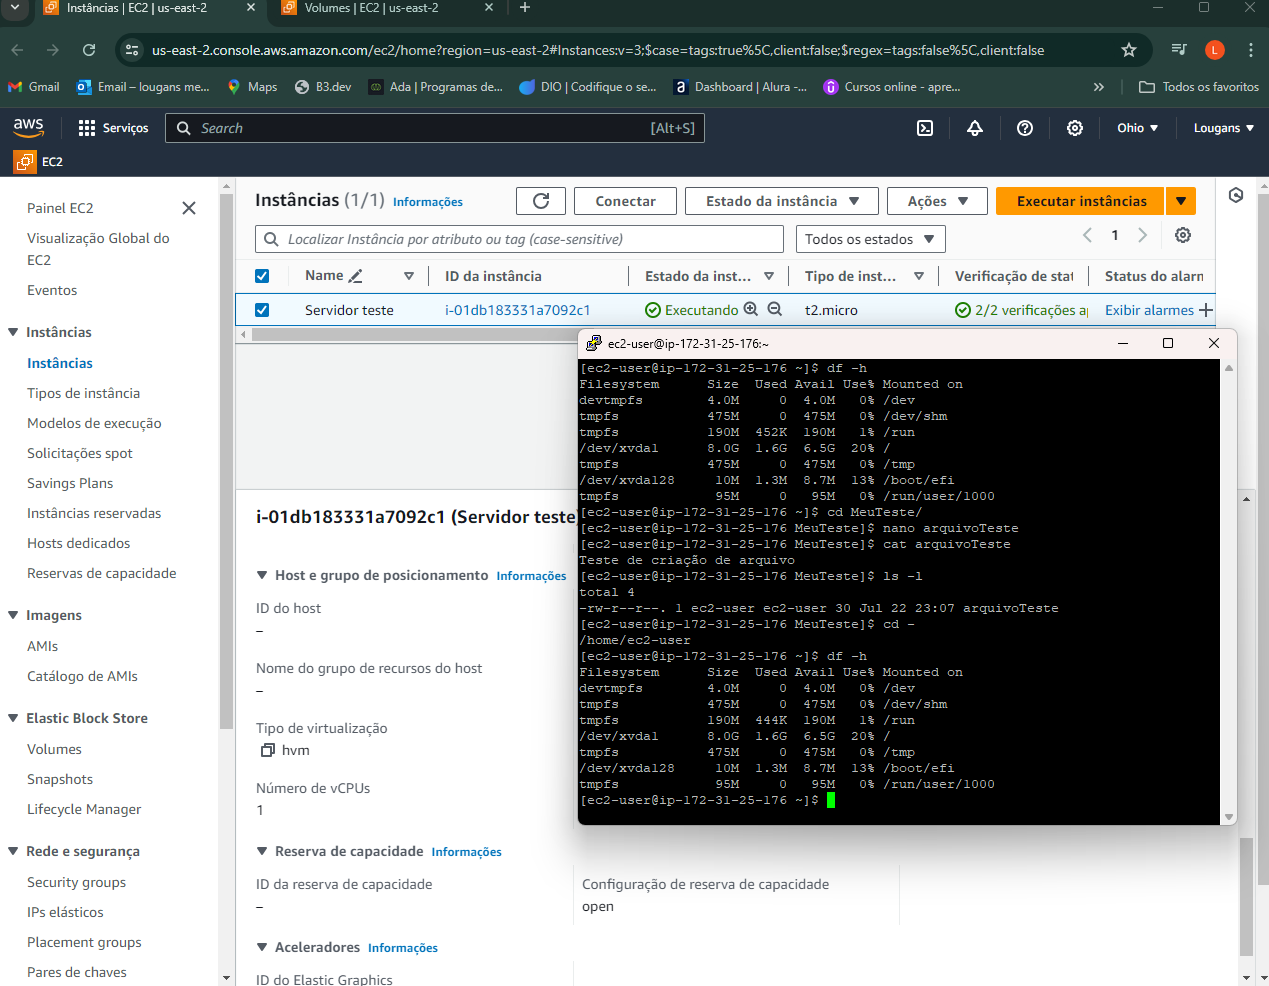 Instâncias | EC2 | us-east-2
Volumes | EC2 | us-east-2
us-east-2.console.aws.amazon.com/ec2/home?region=us-east-2#Instances:v=3;$case=tags:true%5C,client:false;$regex=tags:false%5C,client:false
L
Gmail
Email – lougans me...
Maps
B3.dev
Ada | Programas de...
DIO | Codifique o se...
Dashboard | Alura -...
Cursos online - apre...
Todos os favoritos
aws
Serviços
Search
[Alt+S]
Ohio
Lougans
EC2
Painel EC2
Visualização Global do
EC2
Eventos
Instâncias
Instâncias
Tipos de instância
Modelos de execução
Solicitações spot
Savings Plans
Instâncias reservadas
Hosts dedicados
Reservas de capacidade
Imagens
AMIs
Catálogo de AMIs
Elastic Block Store
Volumes
Snapshots
Lifecycle Manager
Rede e segurança
Security groups
IPs elásticos
Placement groups
Pares de chaves
Instâncias (1/1) Informações
Conectar
Estado da instância
Ações
Executar instâncias
Localizar Instância por atributo ou tag (case-sensitive)
Todos os estados
1
Name
ID da instância
Estado da inst...
Tipo de inst...
Verificação de stat
Status do alarm
Servidor teste
i-01db183331a7092c1
Executando
t2.micro
2/2 verificações a
Exibir alarmes
i-01db183331a7092c1 (Servidor teste)
Host e grupo de posicionamento Informações
ID do host
–
Nome do grupo de recursos do host
–
Tipo de virtualização
hvm
Número de vCPUs
1
Reserva de capacidade Informações
ID da reserva de capacidade
–
Configuração de reserva de capacidade
open
Aceleradores Informações
ID do Elastic Graphics
ec2-user@ip-172-31-25-176:~
[ec2-user@ip-172-31-25-176 ~]$ df -h
Filesystem      Size  Used Avail Use% Mounted on
devtmpfs        4.0M     0  4.0M   0% /dev
tmpfs           475M     0  475M   0% /dev/shm
tmpfs           190M  452K  190M   1% /run
/dev/xvda1      8.0G  1.6G  6.5G  20% /
tmpfs           475M     0  475M   0% /tmp
/dev/xvda128     10M  1.3M  8.7M  13% /boot/efi
tmpfs            95M     0   95M   0% /run/user/1000
[ec2-user@ip-172-31-25-176 ~]$ cd MeuTeste/
[ec2-user@ip-172-31-25-176 MeuTeste]$ nano arquivoTeste
[ec2-user@ip-172-31-25-176 MeuTeste]$ cat arquivoTeste
Teste de criação de arquivo
[ec2-user@ip-172-31-25-176 MeuTeste]$ ls -l
total 4
-rw-r--r--. 1 ec2-user ec2-user 30 Jul 22 23:07 arquivoTeste
[ec2-user@ip-172-31-25-176 MeuTeste]$ cd -
/home/ec2-user
[ec2-user@ip-172-31-25-176 ~]$ df -h
Filesystem      Size  Used Avail Use% Mounted on
devtmpfs        4.0M     0  4.0M   0% /dev
tmpfs           475M     0  475M   0% /dev/shm
tmpfs           190M  444K  190M   1% /run
/dev/xvda1      8.0G  1.6G  6.5G  20% /
tmpfs           475M     0  475M   0% /tmp
/dev/xvda128     10M  1.3M  8.7M  13% /boot/efi
tmpfs            95M     0   95M   0% /run/user/1000
[ec2-user@ip-172-31-25-176 ~]$